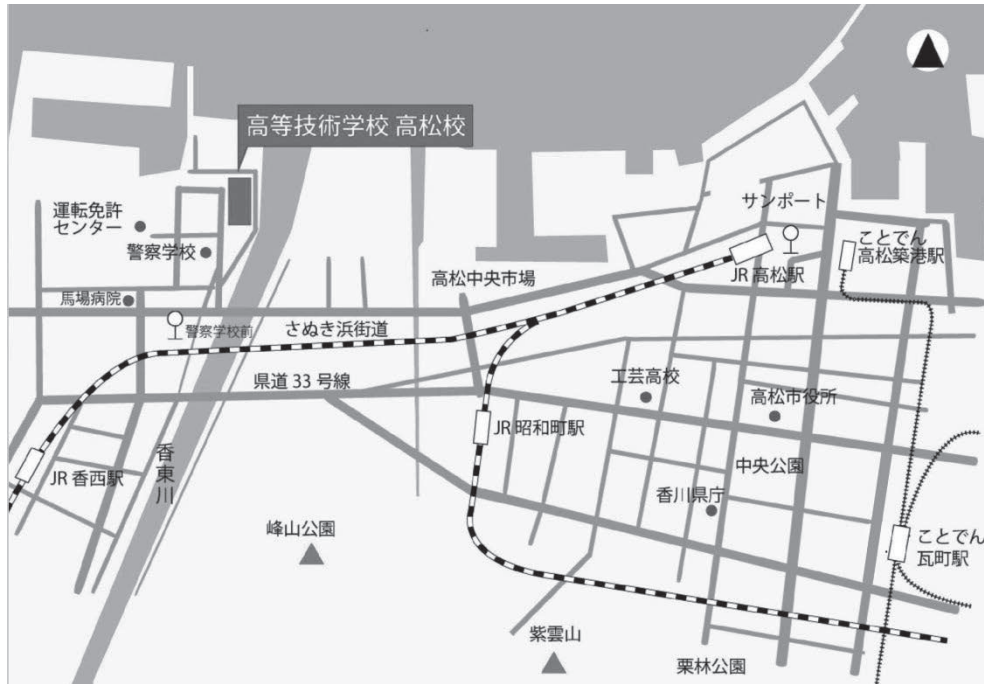 高等技術学校 高松校
運転免許
センター
警察学校
馬場病院
警察学校前
さぬき浜街道
高松中央市場
サンポート
JR 高松駅
ことでん
高松築港駅
県道 33 号線
工芸高校
高松市役所
JR 昭和町駅
JR 香西駅
香東川
中央公園
香川県庁
峰山公園
ことでん
瓦町駅
紫雲山
栗林公園